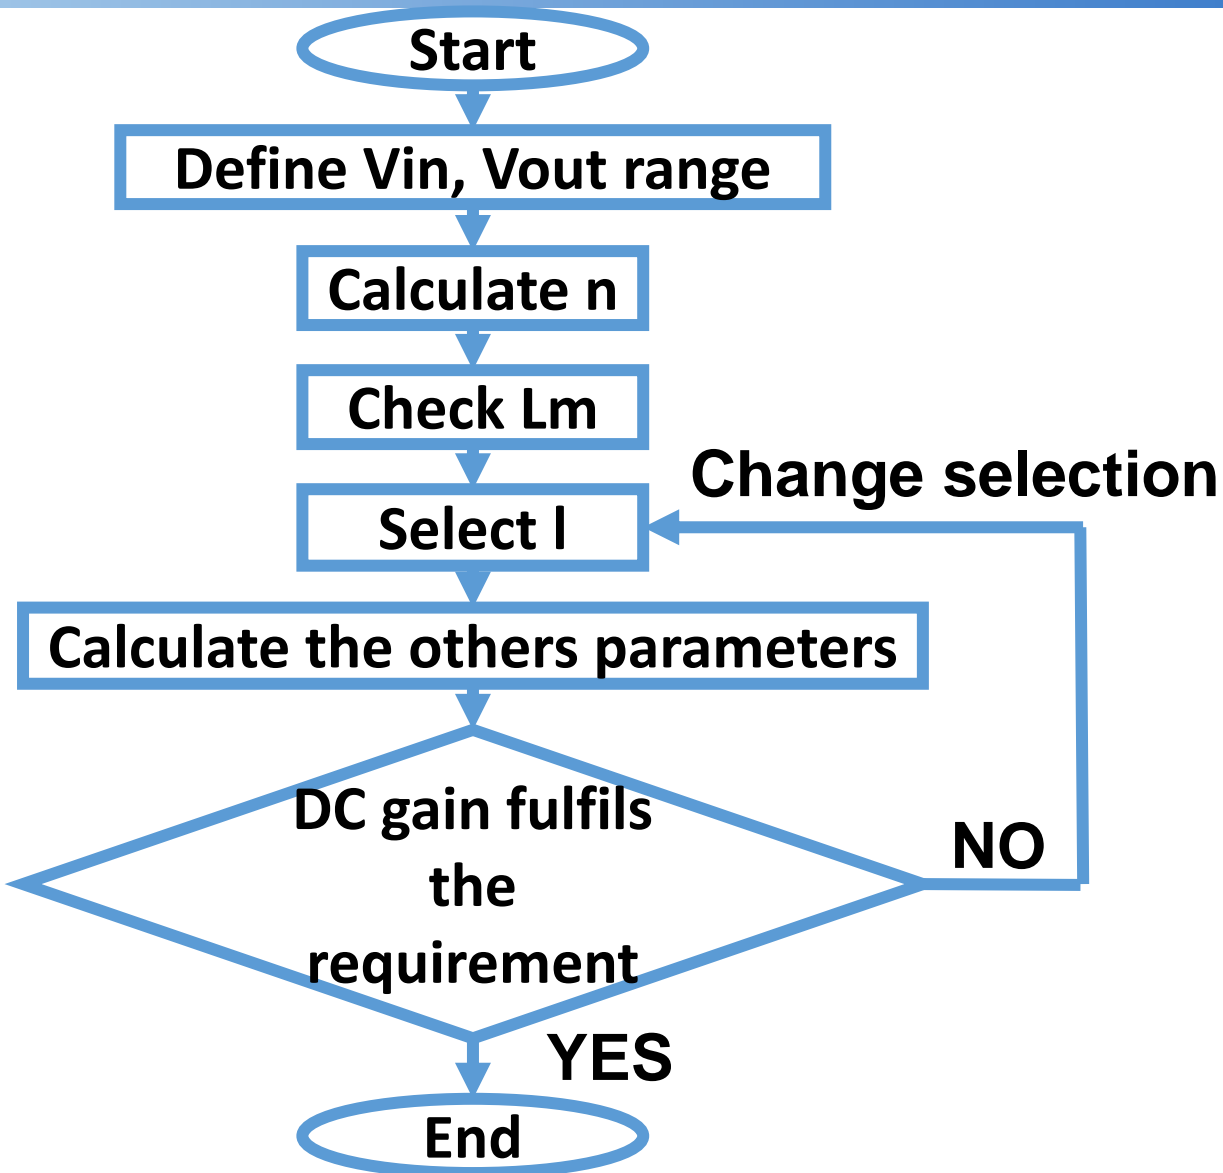 Start
Define Vin, Vout range
Calculate n
Check Lm
Change selection
Select l
Calculate the others parameters
DC gain fulfils
the
requirement
NO
YES
End